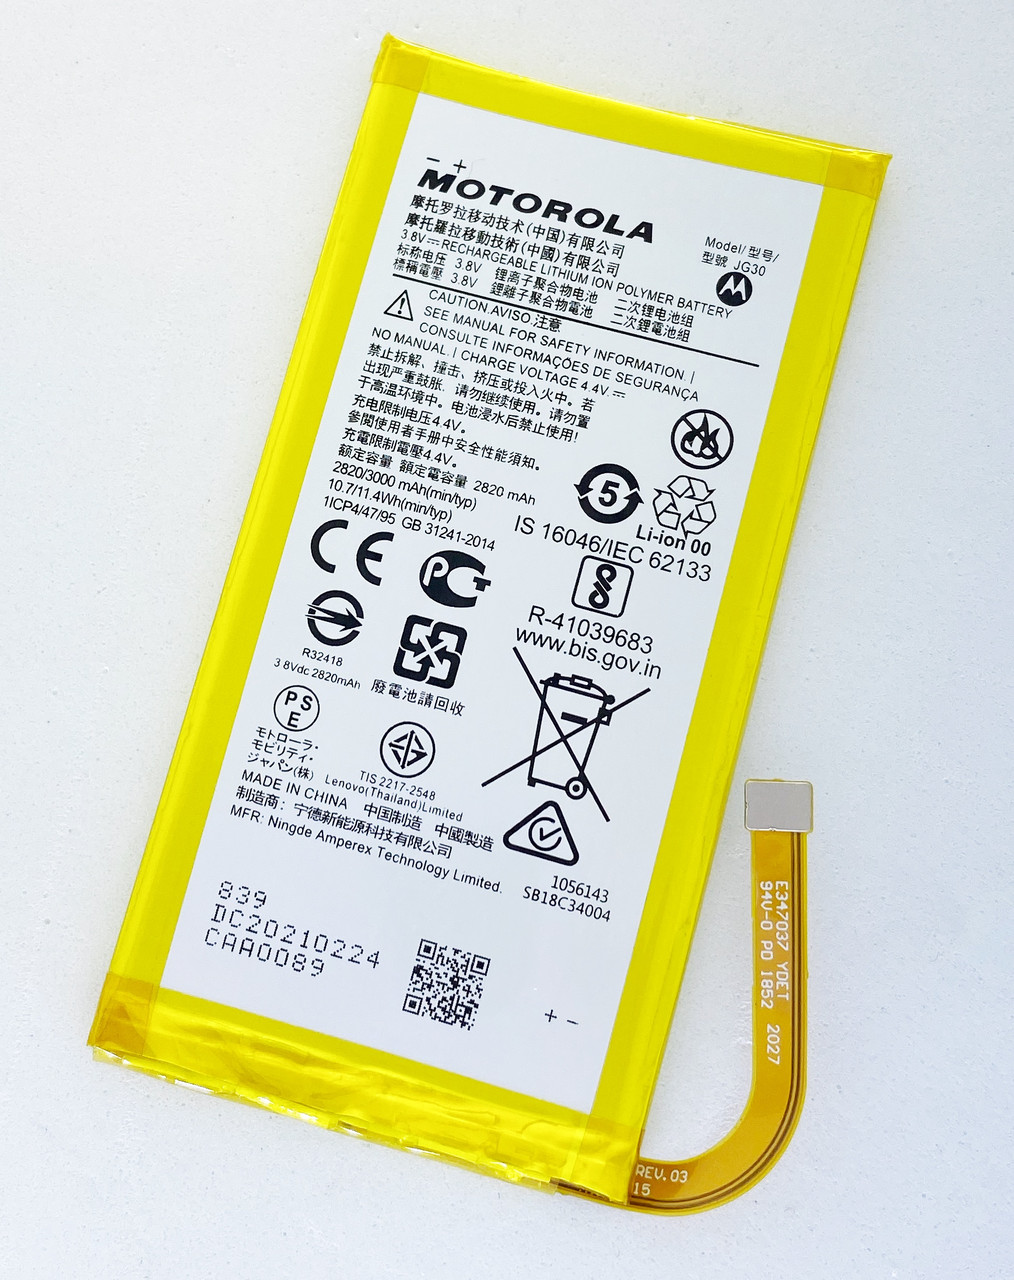 − +
MOTOROLA
摩托罗拉移动技术(中国)有限公司
摩托羅拉移動技術(中國)有限公司
Model/ 型号/
型號 JG30
3.8V⎓RECHARGEABLE LITHIUM ION POLYMER BATTERY
标称电压 3.8V 锂离子聚合物电池 二次锂电池组
標稱電壓 3.8V 鋰離子聚合物電池 二次鋰電池組
CAUTION.AVISO.注意
SEE MANUAL FOR SAFETY INFORMATION |
CONSULTE INFORMAÇÕES DE SEGURANÇA
NO MANUAL. | CHARGE VOLTAGE 4.4V.⎓
禁止拆解、撞击、挤压或投入火中。若
出现严重鼓胀, 请勿继续使用。请勿置
于高温环境中。电池浸水后禁止使用!
充电限制电压4.4V。
參閱使用者手册中安全性能須知。
充電限制電壓4.4V。
额定容量 額定電容量 2820 mAh
2820/3000 mAh(min/typ)
10.7/11.4Wh(min/typ)
1ICP4/47/95 GB 31241-2014
5
Li-ion 00
IS 16046/IEC 62133
CE
PCT
R-41039683
www.bis.gov.in
R32418
3.8Vdc 2820mAh
廢電池請回收
PS
E
モトローラ・
モビリティ・
ジャパン(株)
TIS 2217-2548
Lenovo(Thailand)Limited
MADE IN CHINA 中国制造 中國製造
制造商: 宁德新能源科技有限公司
MFR: Ningde Amperex Technology Limited.
1056143
SB18C34004
839
DC20210224
CAA0089
+ −
E347037 YDET
94V-0 PD 1852 2027
REV.03
15